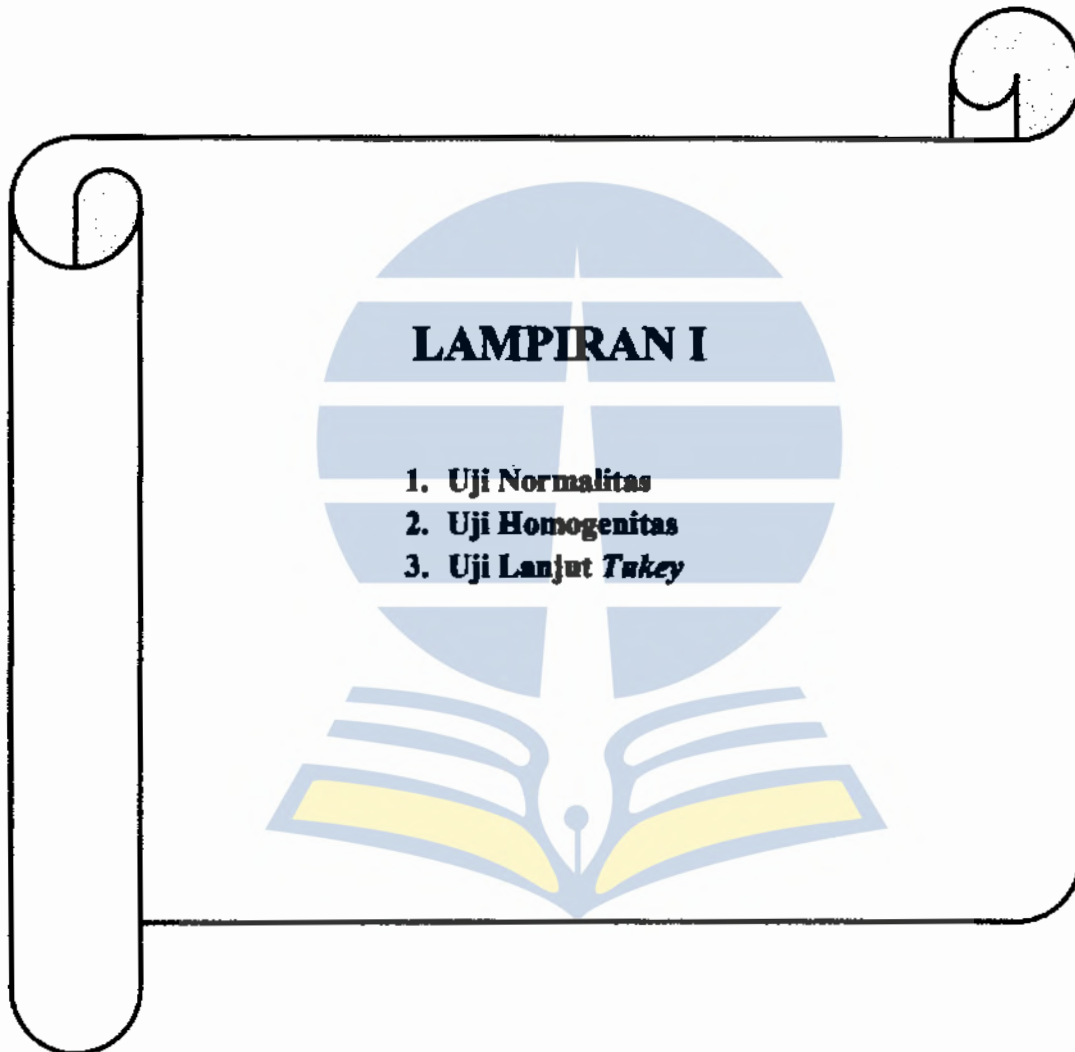 LAMPIRAN I
1. Uji Normalitas
2. Uji Homogenitas
3. Uji Lanjut Tukey